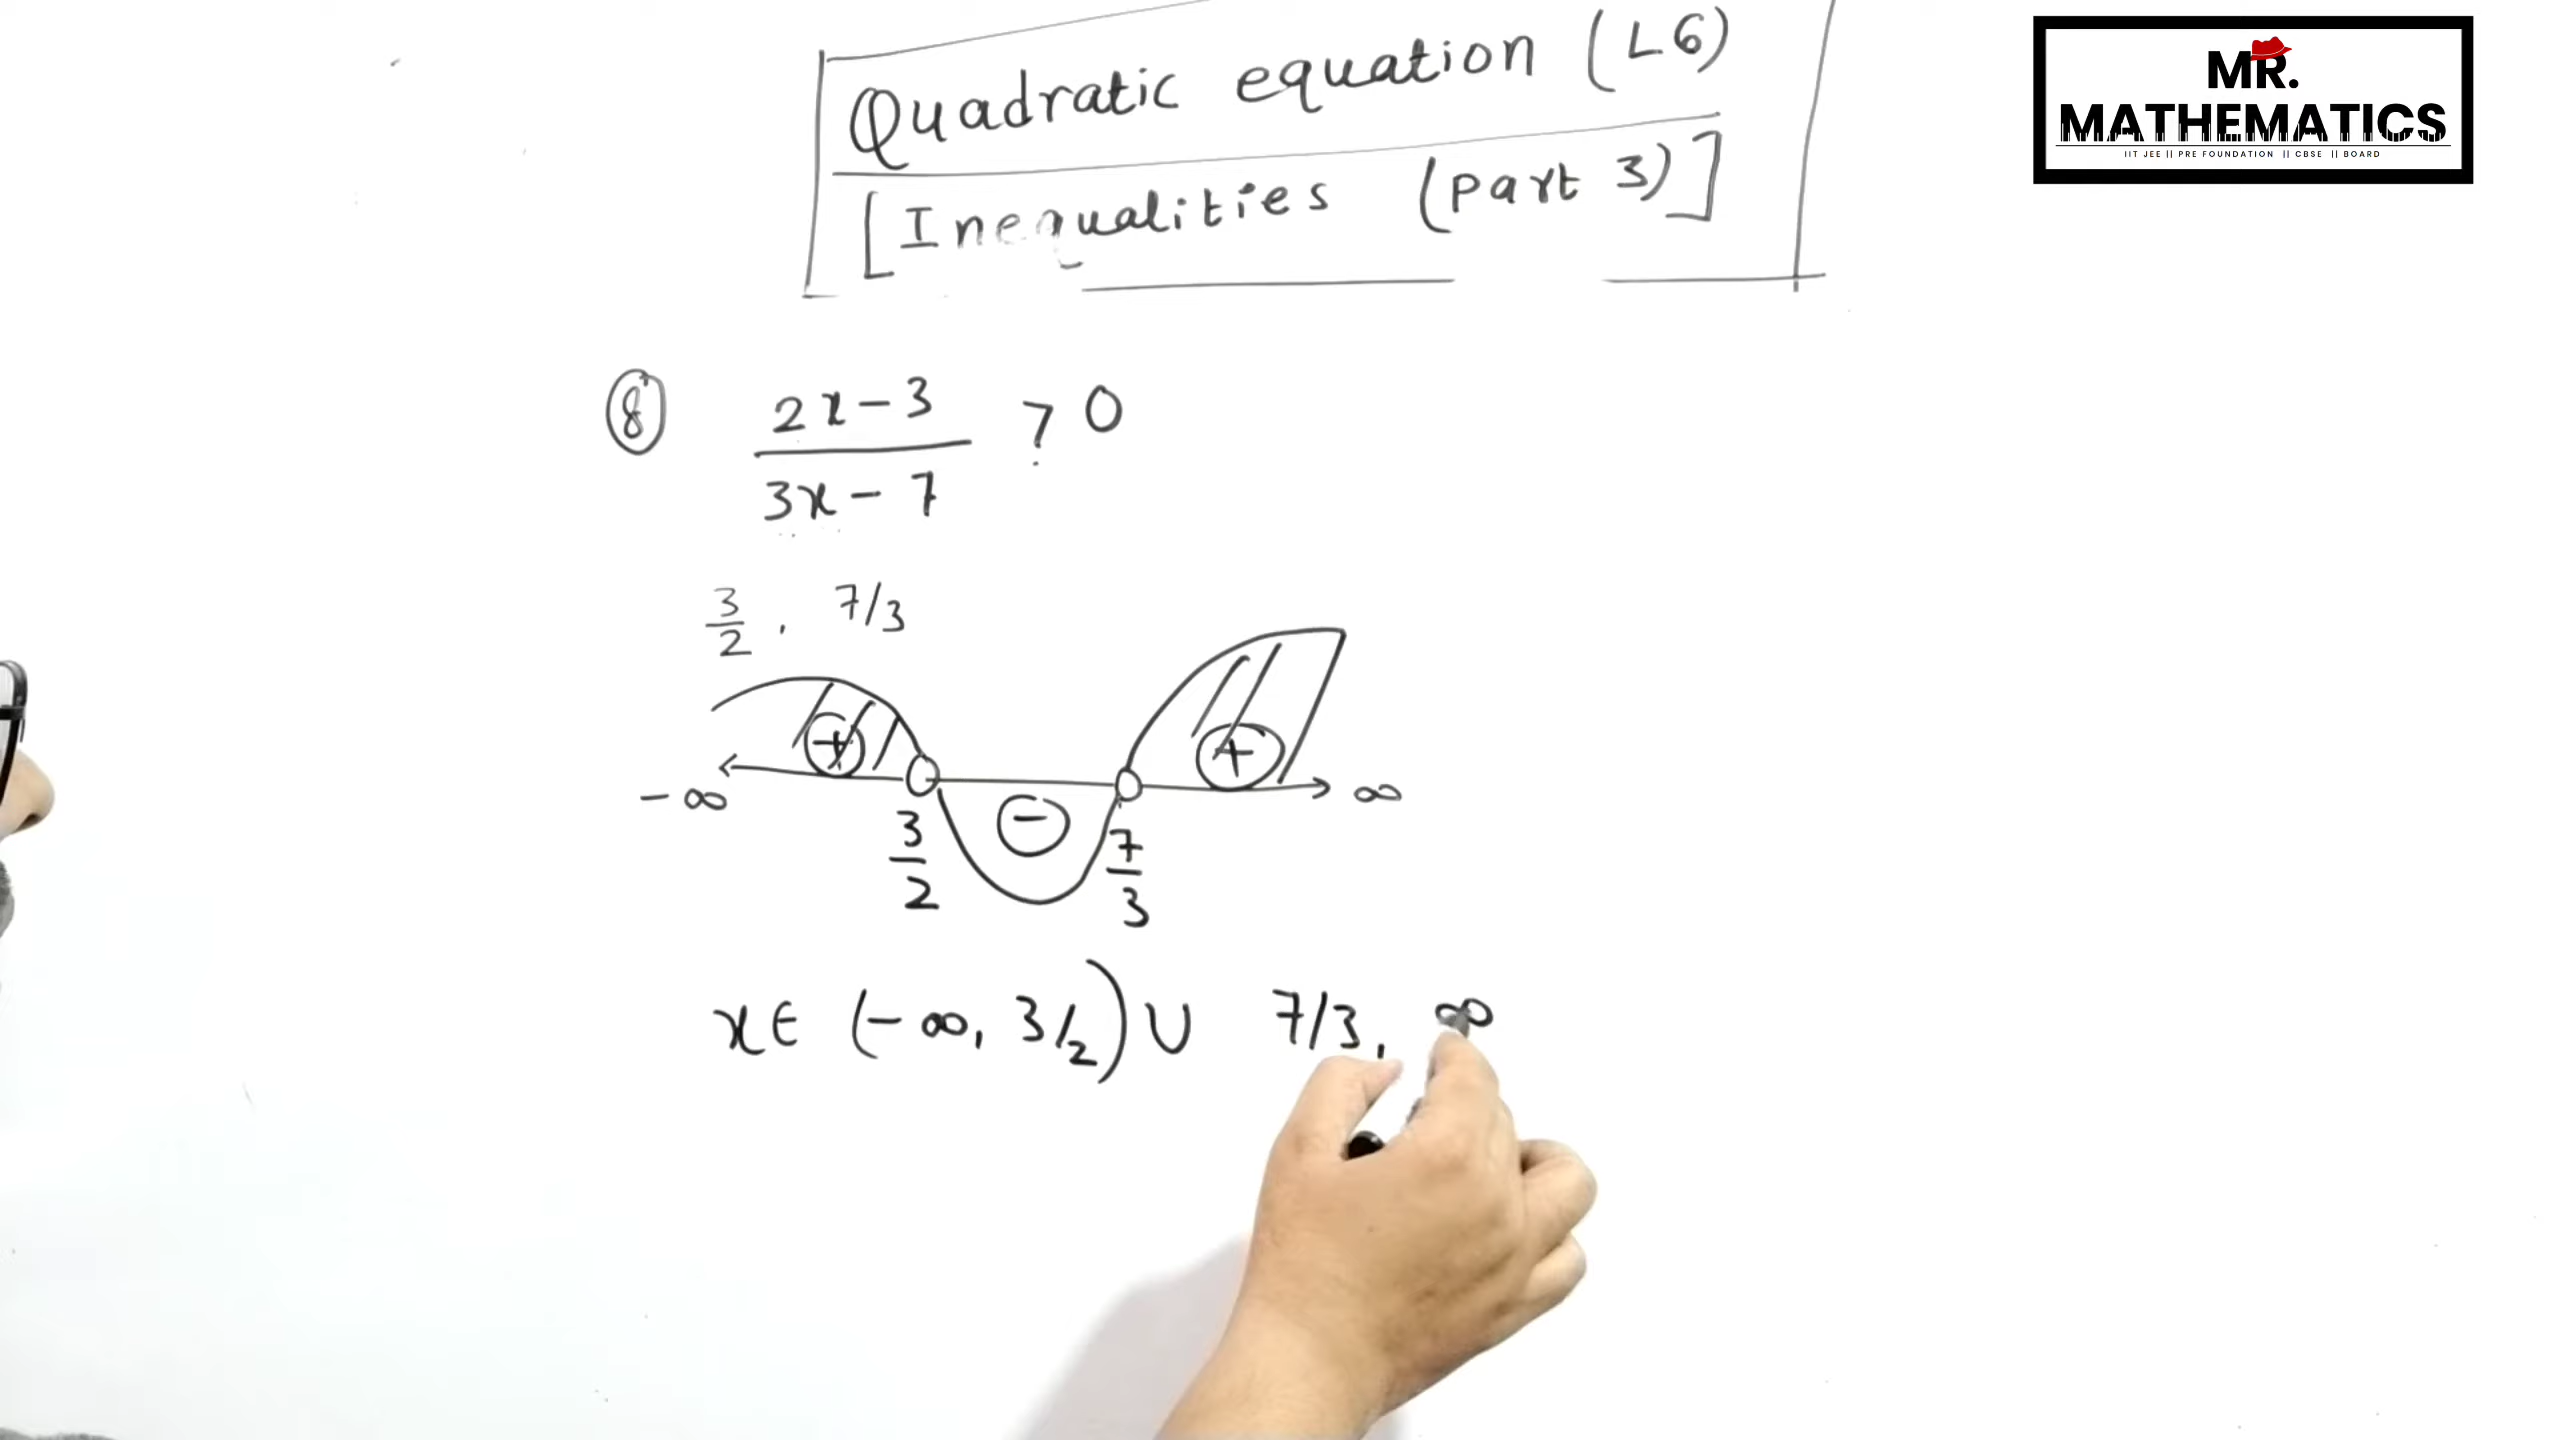 Quadratic equation (L6)
[Inequalities (part 3)]
MR.
MATHEMATICS
IIT JEE || PRE FOUNDATION || CBSE || BOARD
⑧ (2x-3)/(3x-7) > 0
3/2, 7/3
+ +
-∞ ∞
-
3/2 7/3
x∈ (-∞, 3/2) ∪ 7/3, ∞